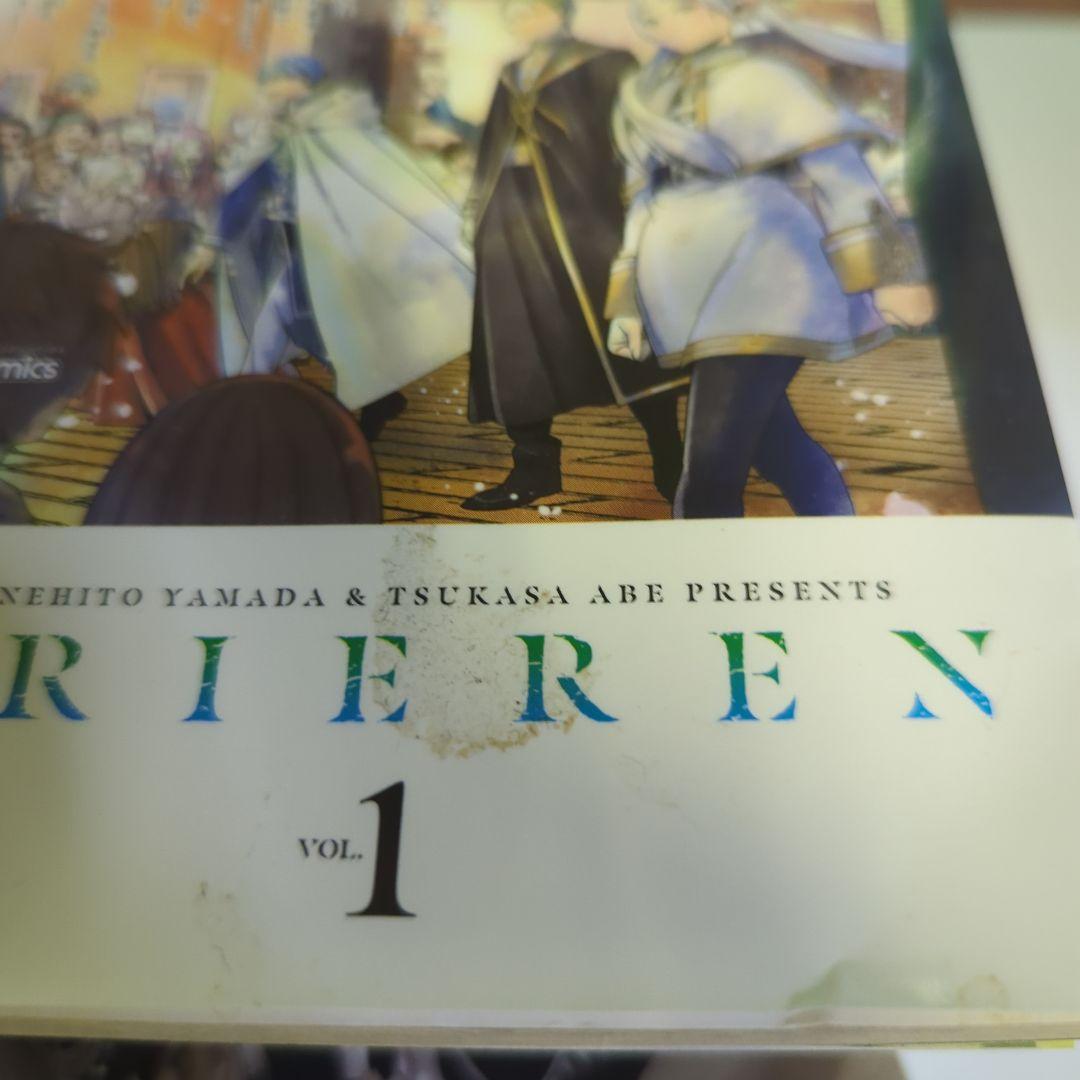 mics
NEHITO YAMADA & TSUKASA ABE PRESENTS
RIEREN
VOL.1